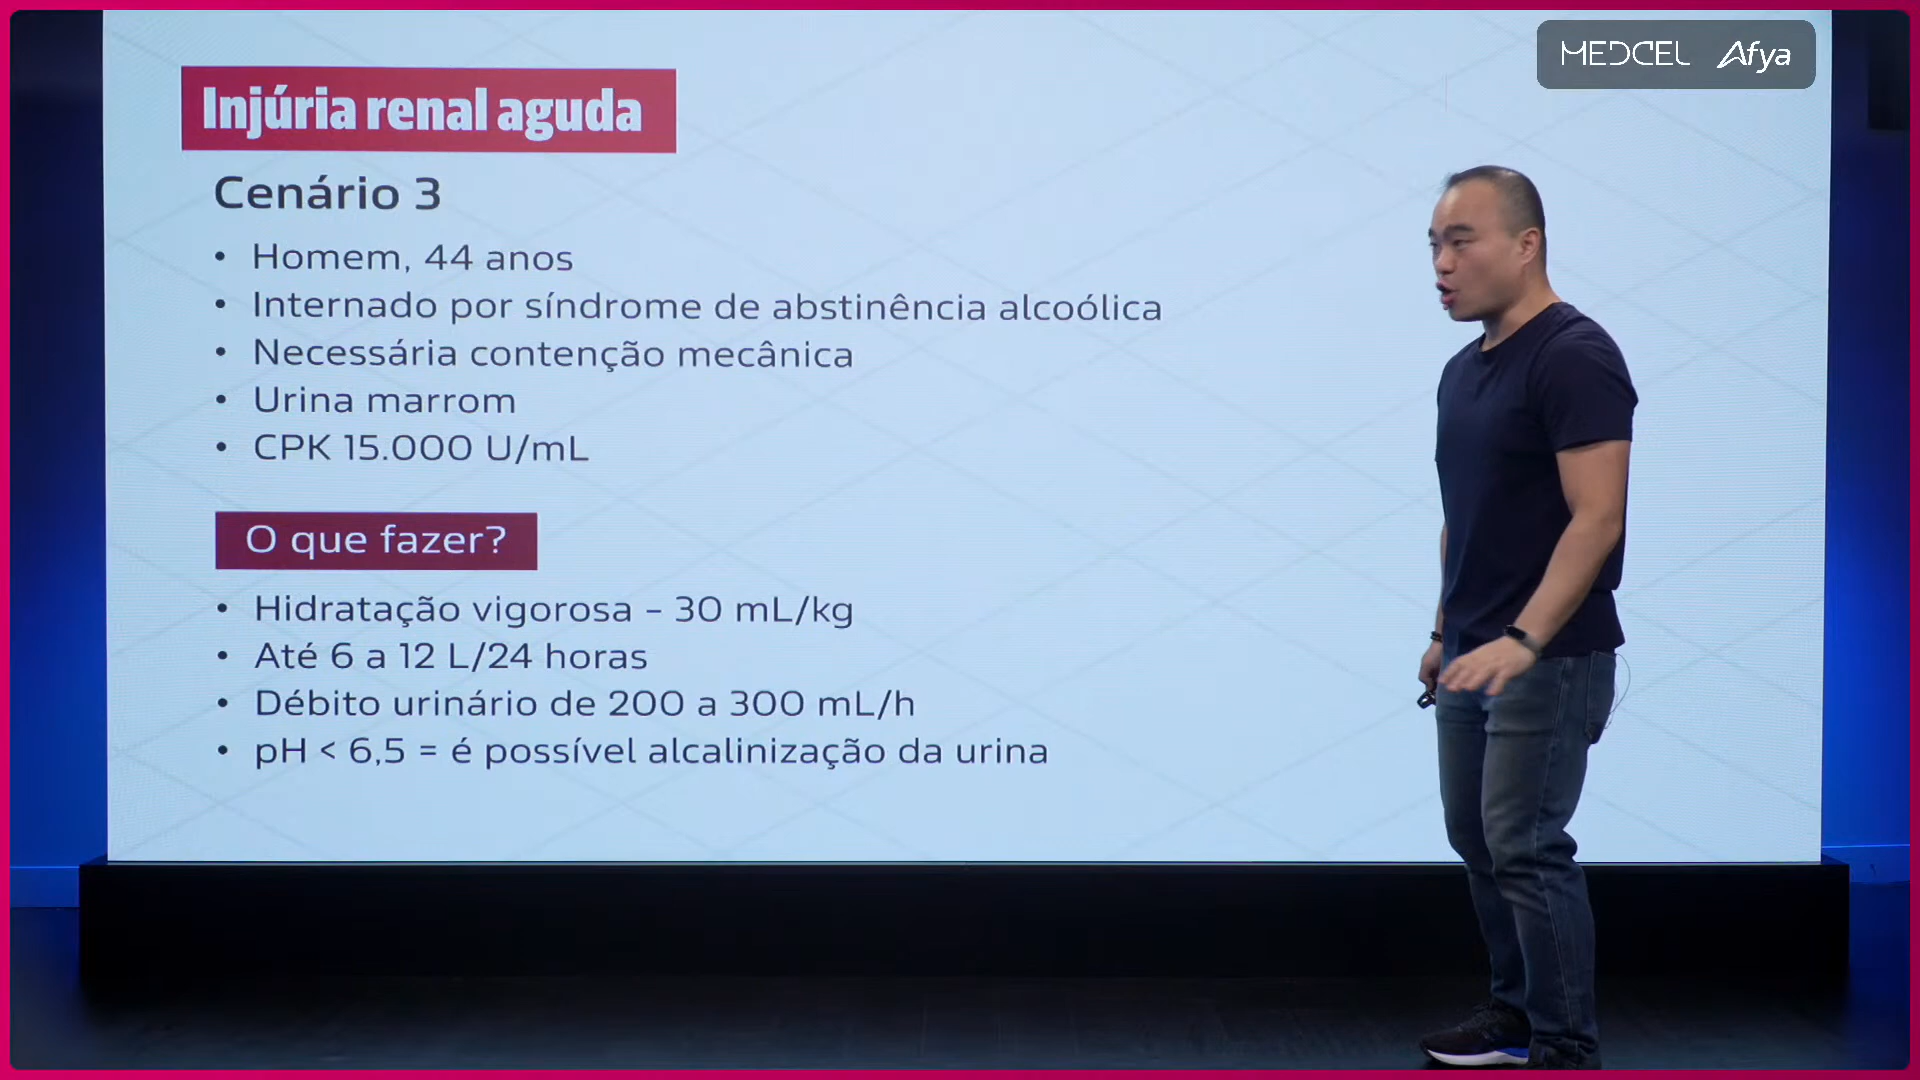 MEDCEL Afya
Injúria renal aguda
Cenário 3
• Homem, 44 anos
• Internado por síndrome de abstinência alcoólica
• Necessária contenção mecânica
• Urina marrom
• CPK 15.000 U/mL
O que fazer?
• Hidratação vigorosa – 30 mL/kg
• Até 6 a 12 L/24 horas
• Débito urinário de 200 a 300 mL/h
• pH < 6,5 = é possível alcalinização da urina